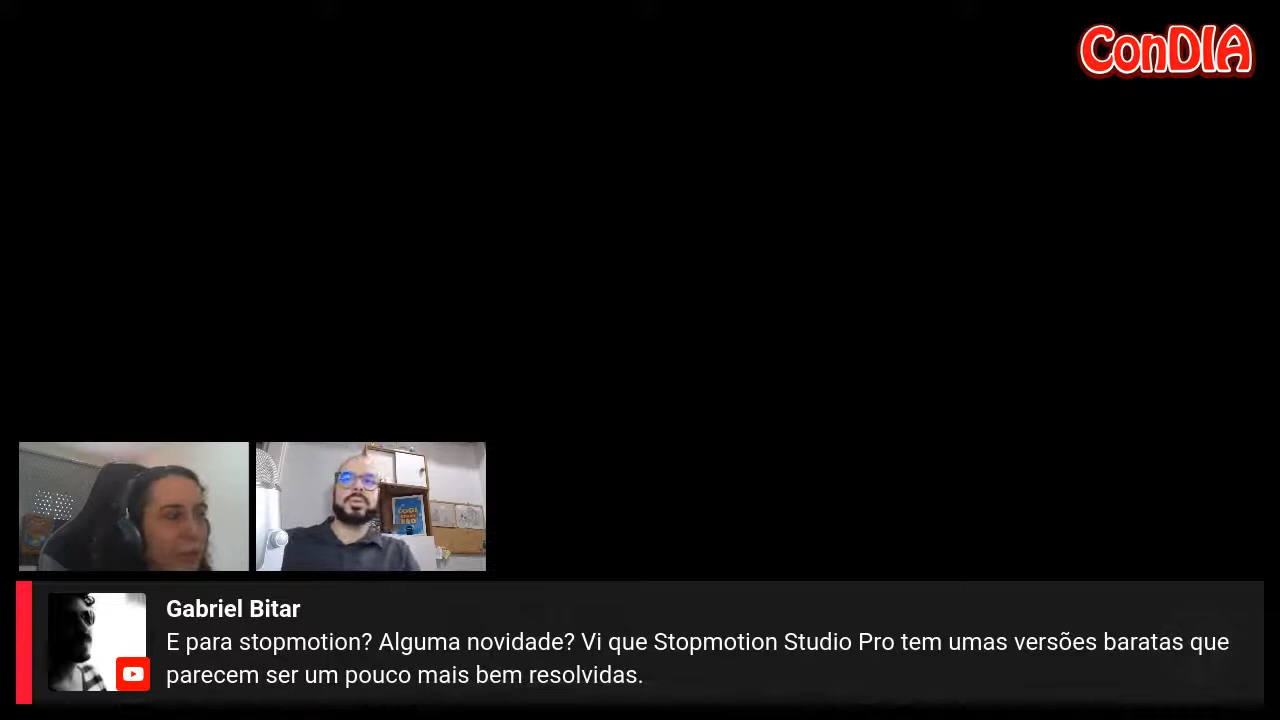 ConDIA
Gabriel Bitar
E para stopmotion? Alguma novidade? Vi que Stopmotion Studio Pro tem umas versões baratas que
parecem ser um pouco mais bem resolvidas.